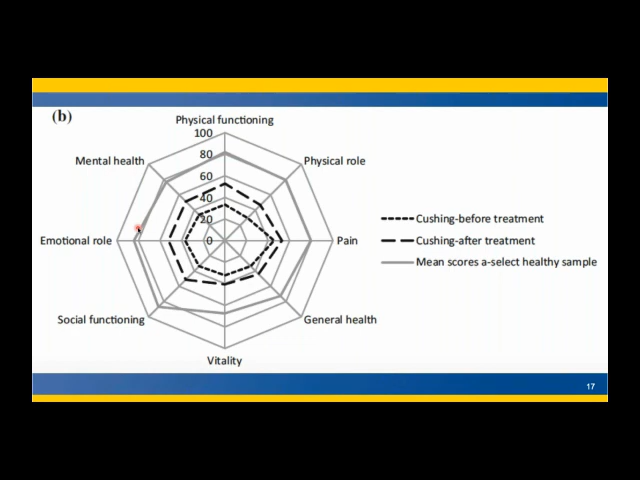 (b)
Physical functioning
100
Mental health
80
Physical role
60
40
20
Emotional role
0
Pain
Social functioning
General health
Vitality
Cushing-before treatment
Cushing-after treatment
Mean scores a-select healthy sample
17